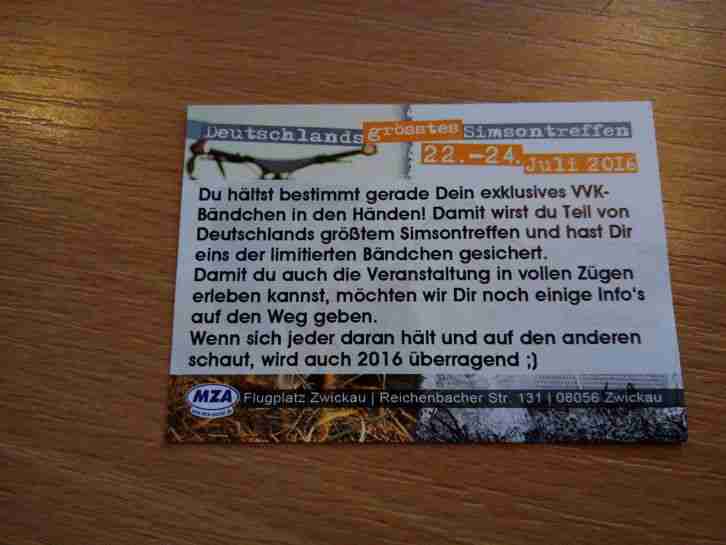 Deutschlands grösstes Simsontreffen
22.-24. Juli 2016
Du hältst bestimmt gerade Dein exklusives VVK-
Bändchen in den Händen! Damit wirst du Teil von
Deutschlands größtem Simsontreffen und hast Dir
eins der limitierten Bändchen gesichert.
Damit du auch die Veranstaltung in vollen Zügen
erleben kannst, möchten wir Dir noch einige Info's
auf den Weg geben.
Wenn sich jeder daran hält und auf den anderen
schaut, wird auch 2016 überragend ;)
MZA
Flugplatz Zwickau | Reichenbacher Str. 131 | 08056 Zwickau